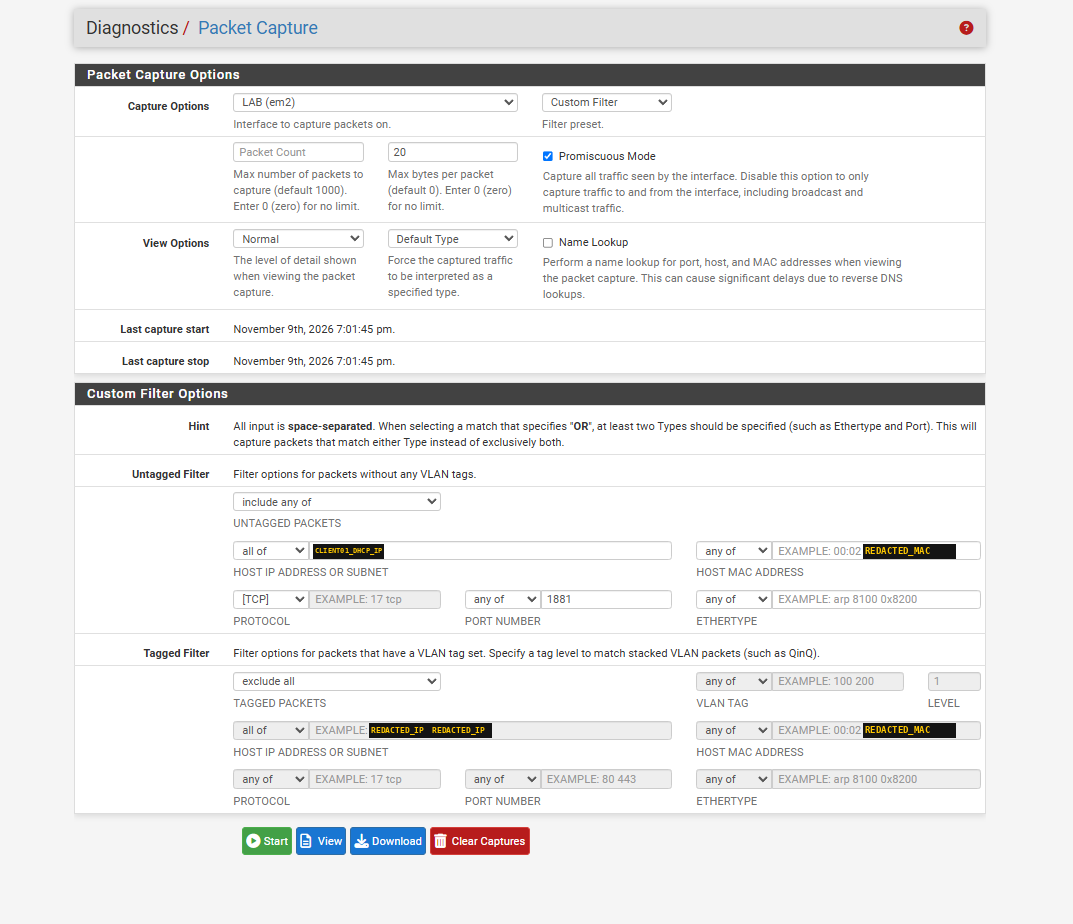 Diagnostics / Packet Capture
?
Packet Capture Options
Capture Options
LAB (em2)
Custom Filter
Interface to capture packets on.
Filter preset.
Packet Count
20
Promiscuous Mode
Max number of packets to
capture (default 1000).
Enter 0 (zero) for no limit.
Max bytes per packet
(default 0). Enter 0 (zero)
for no limit.
Capture all traffic seen by the interface. Disable this option to only
capture traffic to and from the interface, including broadcast and
multicast traffic.
View Options
Normal
Default Type
Name Lookup
The level of detail shown
when viewing the packet
capture.
Force the captured traffic
to be interpreted as a
specified type.
Perform a name lookup for port, host, and MAC addresses when viewing
the packet capture. This can cause significant delays due to reverse DNS
lookups.
Last capture start
November 9th, 2026 7:01:45 pm.
Last capture stop
November 9th, 2026 7:01:45 pm.
Custom Filter Options
Hint
All input is space-separated. When selecting a match that specifies "OR", at least two Types should be specified (such as Ethertype and Port). This will
capture packets that match either Type instead of exclusively both.
Untagged Filter
Filter options for packets without any VLAN tags.
include any of
UNTAGGED PACKETS
all of
CLIENT01_DHCP_IP
any of
EXAMPLE: 00:02 REDACTED_MAC
HOST IP ADDRESS OR SUBNET
HOST MAC ADDRESS
[TCP]
EXAMPLE: 17 tcp
any of
1881
any of
EXAMPLE: arp 8100 0x8200
PROTOCOL
PORT NUMBER
ETHERTYPE
Tagged Filter
Filter options for packets that have a VLAN tag set. Specify a tag level to match stacked VLAN packets (such as QinQ).
exclude all
any of
EXAMPLE: 100 200
1
TAGGED PACKETS
VLAN TAG
LEVEL
all of
EXAMPLE: REDACTED_IP REDACTED_IP
any of
EXAMPLE: 00:02 REDACTED_MAC
HOST IP ADDRESS OR SUBNET
HOST MAC ADDRESS
any of
EXAMPLE: 17 tcp
any of
EXAMPLE: 80 443
any of
EXAMPLE: arp 8100 0x8200
PROTOCOL
PORT NUMBER
ETHERTYPE
Start
View
Download
Clear Captures